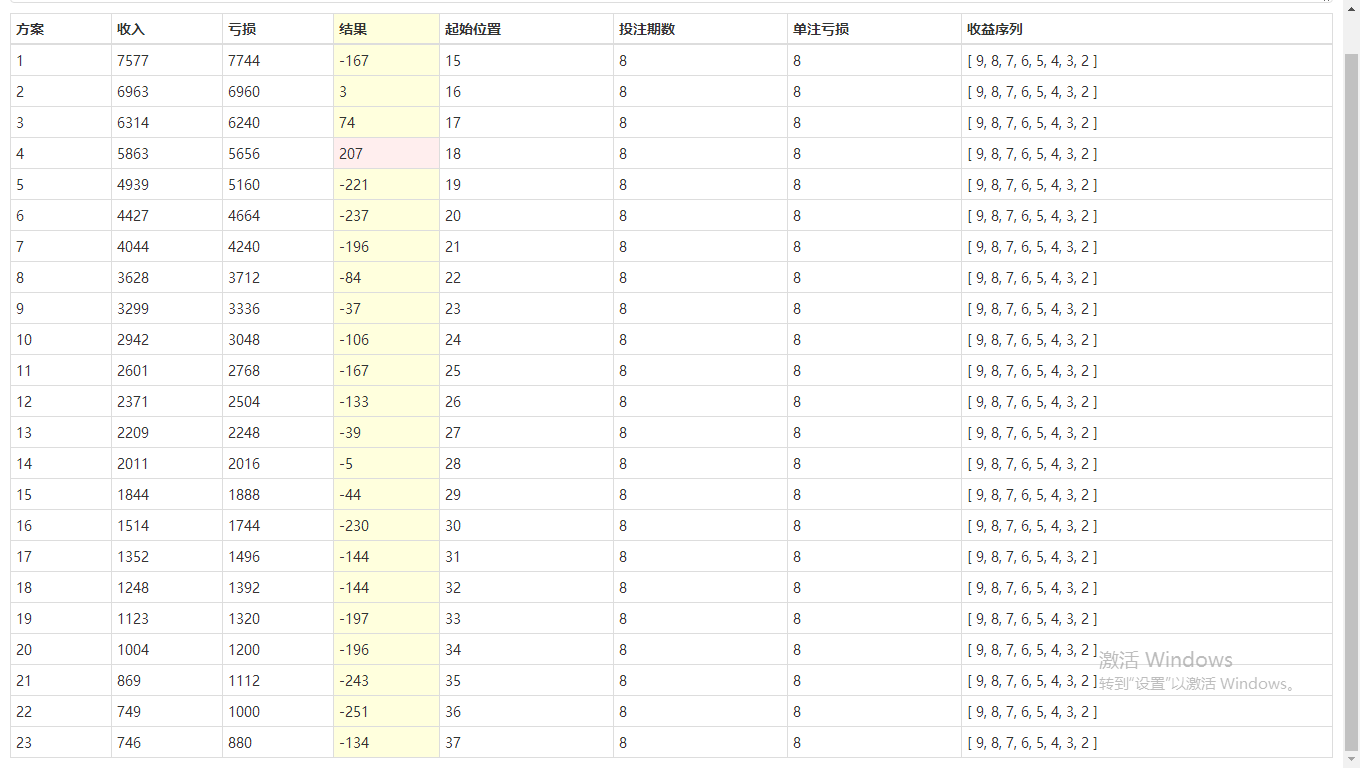 方案 收入 亏损 结果 起始位置 投注期数 单注亏损 收益序列
1 7577 7744 -167 15 8 8 [ 9, 8, 7, 6, 5, 4, 3, 2 ]
2 6963 6960 3 16 8 8 [ 9, 8, 7, 6, 5, 4, 3, 2 ]
3 6314 6240 74 17 8 8 [ 9, 8, 7, 6, 5, 4, 3, 2 ]
4 5863 5656 207 18 8 8 [ 9, 8, 7, 6, 5, 4, 3, 2 ]
5 4939 5160 -221 19 8 8 [ 9, 8, 7, 6, 5, 4, 3, 2 ]
6 4427 4664 -237 20 8 8 [ 9, 8, 7, 6, 5, 4, 3, 2 ]
7 4044 4240 -196 21 8 8 [ 9, 8, 7, 6, 5, 4, 3, 2 ]
8 3628 3712 -84 22 8 8 [ 9, 8, 7, 6, 5, 4, 3, 2 ]
9 3299 3336 -37 23 8 8 [ 9, 8, 7, 6, 5, 4, 3, 2 ]
10 2942 3048 -106 24 8 8 [ 9, 8, 7, 6, 5, 4, 3, 2 ]
11 2601 2768 -167 25 8 8 [ 9, 8, 7, 6, 5, 4, 3, 2 ]
12 2371 2504 -133 26 8 8 [ 9, 8, 7, 6, 5, 4, 3, 2 ]
13 2209 2248 -39 27 8 8 [ 9, 8, 7, 6, 5, 4, 3, 2 ]
14 2011 2016 -5 28 8 8 [ 9, 8, 7, 6, 5, 4, 3, 2 ]
15 1844 1888 -44 29 8 8 [ 9, 8, 7, 6, 5, 4, 3, 2 ]
16 1514 1744 -230 30 8 8 [ 9, 8, 7, 6, 5, 4, 3, 2 ]
17 1352 1496 -144 31 8 8 [ 9, 8, 7, 6, 5, 4, 3, 2 ]
18 1248 1392 -144 32 8 8 [ 9, 8, 7, 6, 5, 4, 3, 2 ]
19 1123 1320 -197 33 8 8 [ 9, 8, 7, 6, 5, 4, 3, 2 ]
20 1004 1200 -196 34 8 8 [ 9, 8, 7, 6, 5, 4, 3, 2 ]
激活 Windows
21 869 1112 -243 35 8 8 [ 9, 8, 7, 6, 5, 4, 3, 2 ]
转到“设置”以激活 Windows。
22 749 1000 -251 36 8 8 [ 9, 8, 7, 6, 5, 4, 3, 2 ]
23 746 880 -134 37 8 8 [ 9, 8, 7, 6, 5, 4, 3, 2 ]